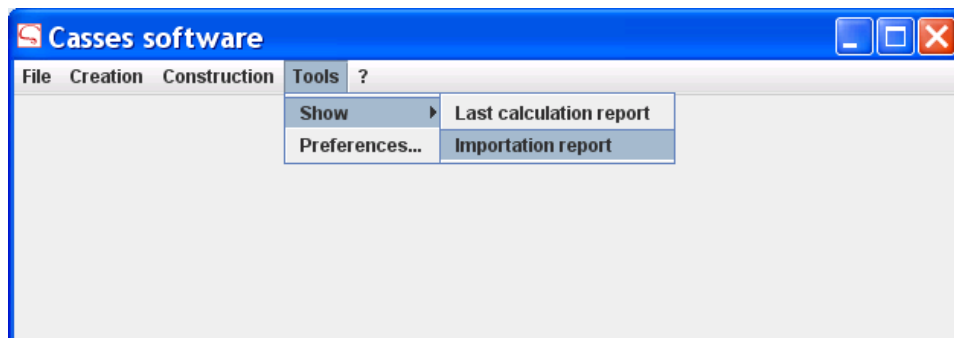 Casses software
File Creation Construction Tools ?
Show Last calculation report
Preferences... Importation report